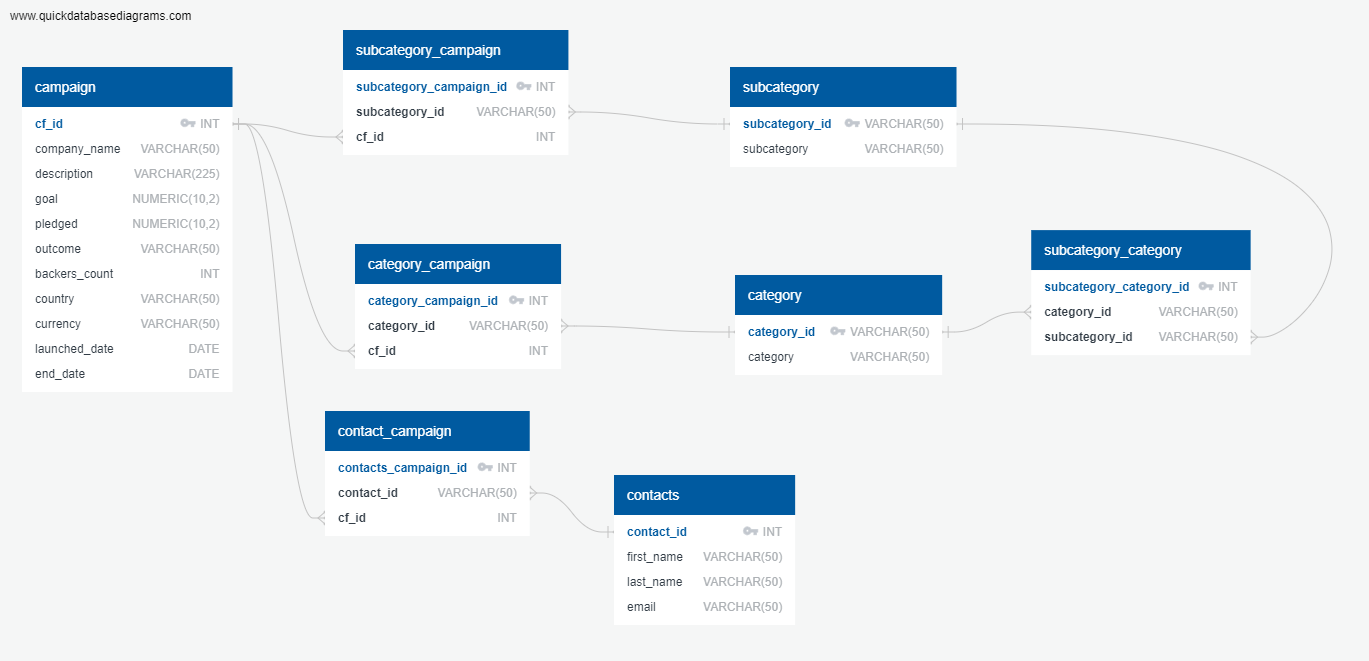 www.quickdatabasediagrams.com
campaign
cf_id INT
company_name VARCHAR(50)
description VARCHAR(225)
goal NUMERIC(10,2)
pledged NUMERIC(10,2)
outcome VARCHAR(50)
backers_count INT
country VARCHAR(50)
currency VARCHAR(50)
launched_date DATE
end_date DATE
subcategory_campaign
subcategory_campaign_id INT
subcategory_id VARCHAR(50)
cf_id INT
subcategory
subcategory_id VARCHAR(50)
subcategory VARCHAR(50)
category_campaign
category_campaign_id INT
category_id VARCHAR(50)
cf_id INT
category
category_id VARCHAR(50)
category VARCHAR(50)
subcategory_category
subcategory_category_id INT
category_id VARCHAR(50)
subcategory_id VARCHAR(50)
contact_campaign
contacts_campaign_id INT
contact_id VARCHAR(50)
cf_id INT
contacts
contact_id INT
first_name VARCHAR(50)
last_name VARCHAR(50)
email VARCHAR(50)